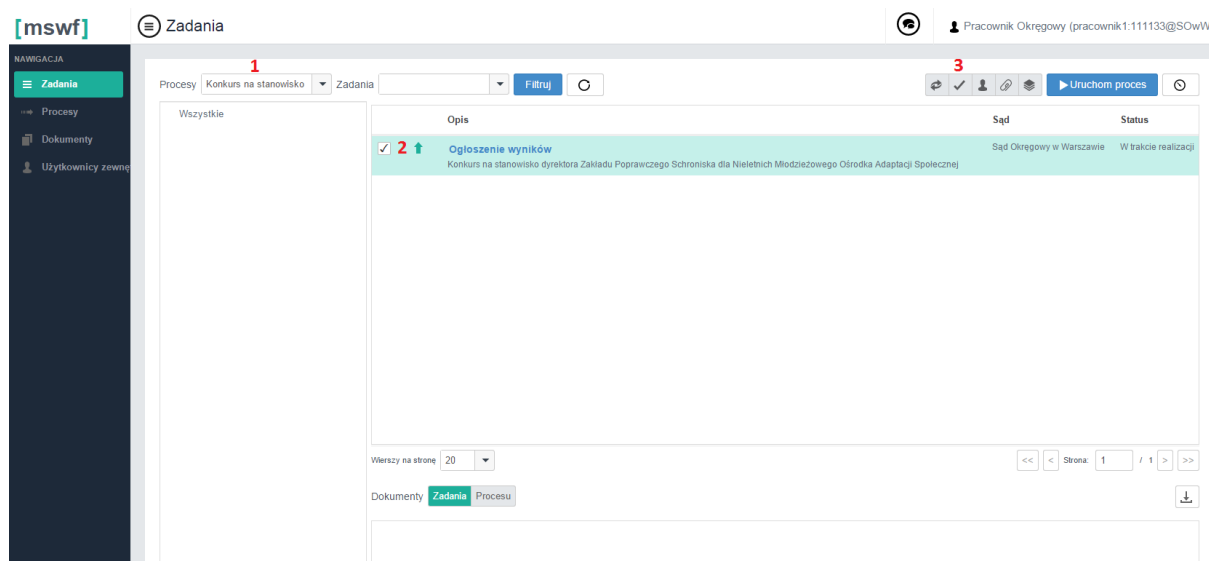 [mswf]
Zadania
Pracownik Okręgowy (pracownik1:111133@SOwW
NAWIGACJA
Zadania
Procesy
Dokumenty
Użytkownicy zewnę
1
3
Procesy Konkurs na stanowisko Zadania Filtruj Uruchom proces
Wszystkie
Opis Sąd Status
2 Ogłoszenie wyników Sąd Okręgowy w Warszawie W trakcie realizacji
Konkurs na stanowisko dyrektora Zakładu Poprawczego Schroniska dla Nieletnich Młodzieżowego Ośrodka Adaptacji Społecznej
Wierszy na stronę 20 << < Strona: 1 / 1 > >>
Dokumenty Zadania Procesu